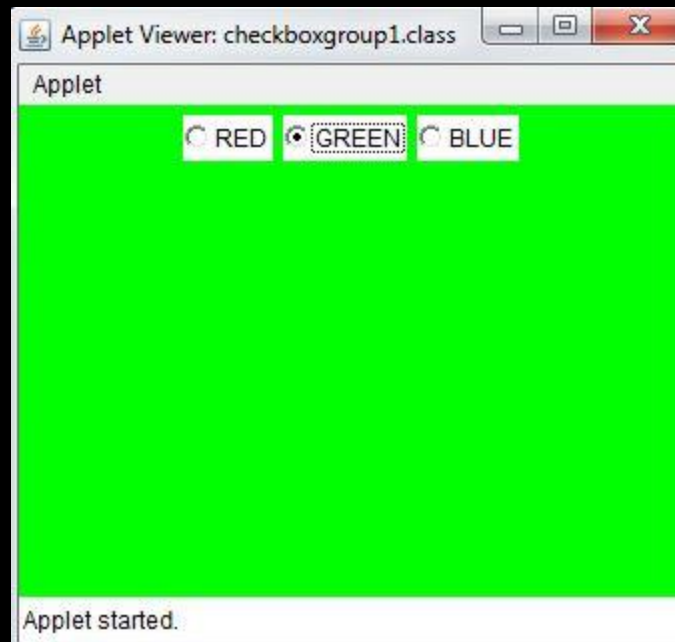 Applet Viewer: checkboxgroup1.class
Applet
RED GREEN BLUE
Applet started.